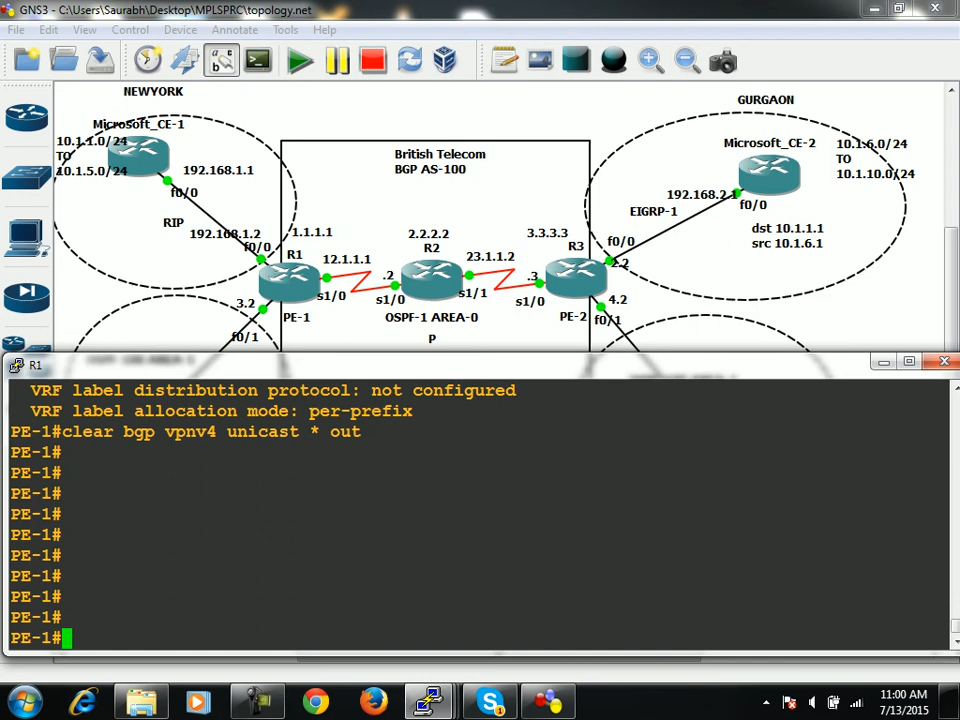 GNS3 - C:\Users\Saurabh\Desktop\MPLSPRC\topology.net
File Edit View Control Device Annotate Tools Help
NEWYORK
GURGAON
Microsoft_CE-1
10.1.1.0/24
TO
10.1.5.0/24
192.168.1.1
f0/0
RIP
192.168.1.2
f0/0
1.1.1.1
R1
12.1.1.1
s1/0
PE-1
3.2
f0/1
British Telecom
BGP AS-100
2.2.2.2
R2
.2
s1/0
23.1.1.2
s1/1
OSPF-1 AREA-0
P
3.3.3.3
R3
.3
s1/0
PE-2
f0/0
2.2
4.2
f0/1
EIGRP-1
192.168.2.1
f0/0
Microsoft_CE-2
10.1.6.0/24
TO
10.1.10.0/24
dst 10.1.1.1
src 10.1.6.1
R1
VRF label distribution protocol: not configured
VRF label allocation mode: per-prefix
PE-1#clear bgp vpnv4 unicast * out
PE-1#
PE-1#
PE-1#
PE-1#
PE-1#
PE-1#
PE-1#
PE-1#
PE-1#
PE-1#
11:00 AM
7/13/2015